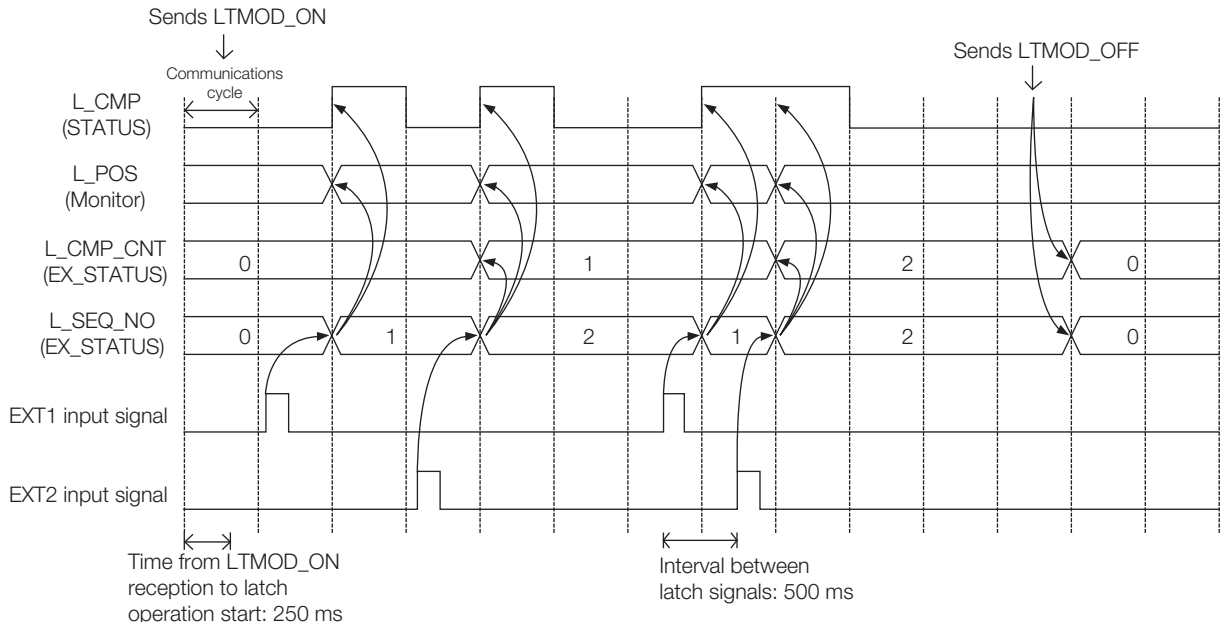 Sends LTMOD_ON
Sends LTMOD_OFF
Communications
cycle
L_CMP
(STATUS)
L_POS
(Monitor)
L_CMP_CNT
(EX_STATUS)
0
1
2
0
L_SEQ_NO
(EX_STATUS)
0
1
2
1
2
0
EXT1 input signal
EXT2 input signal
Time from LTMOD_ON
reception to latch
operation start: 250 ms
Interval between
latch signals: 500 ms